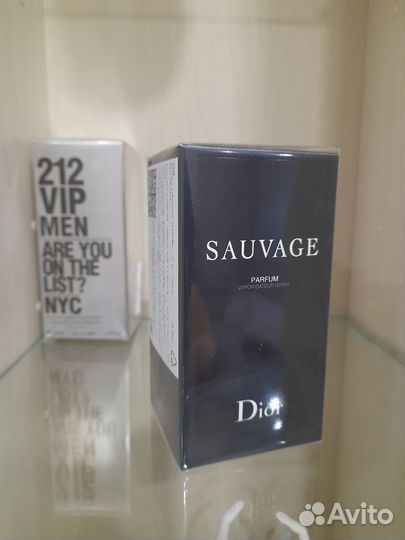 212
VIP
MEN
ARE YOU
ON THE
LIST?
NYC
SAUVAGE
PARFUM
VAPORISATEUR SPRAY
Dior
Avito